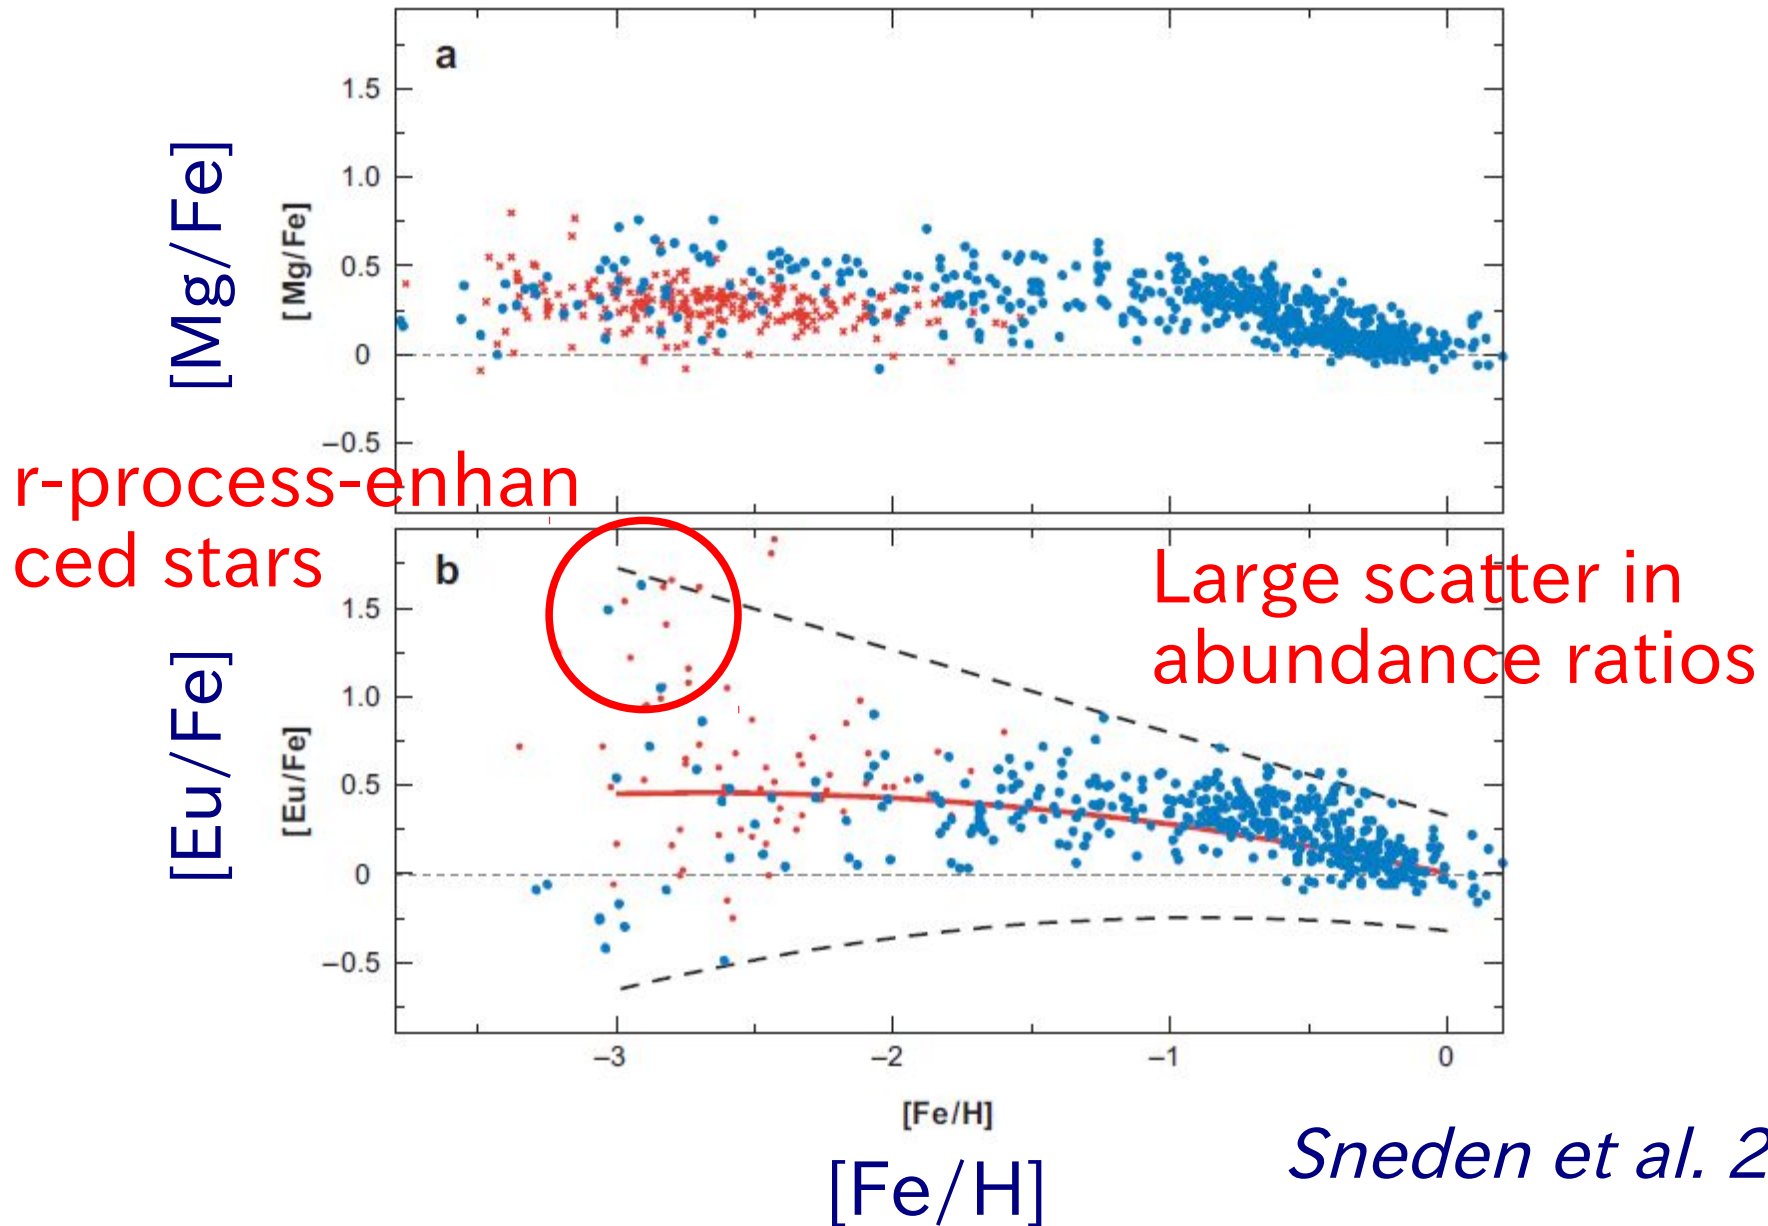 a
1.5
1.0
0.5
0
−0.5
[Mg/Fe]
[Mg/Fe]
r-process-enhan
ced stars
b
Large scatter in
abundance ratios
1.5
1.0
0.5
0
−0.5
[Eu/Fe]
[Eu/Fe]
−3 −2 −1 0
[Fe/H]
[Fe/H]
Sneden et al. 2